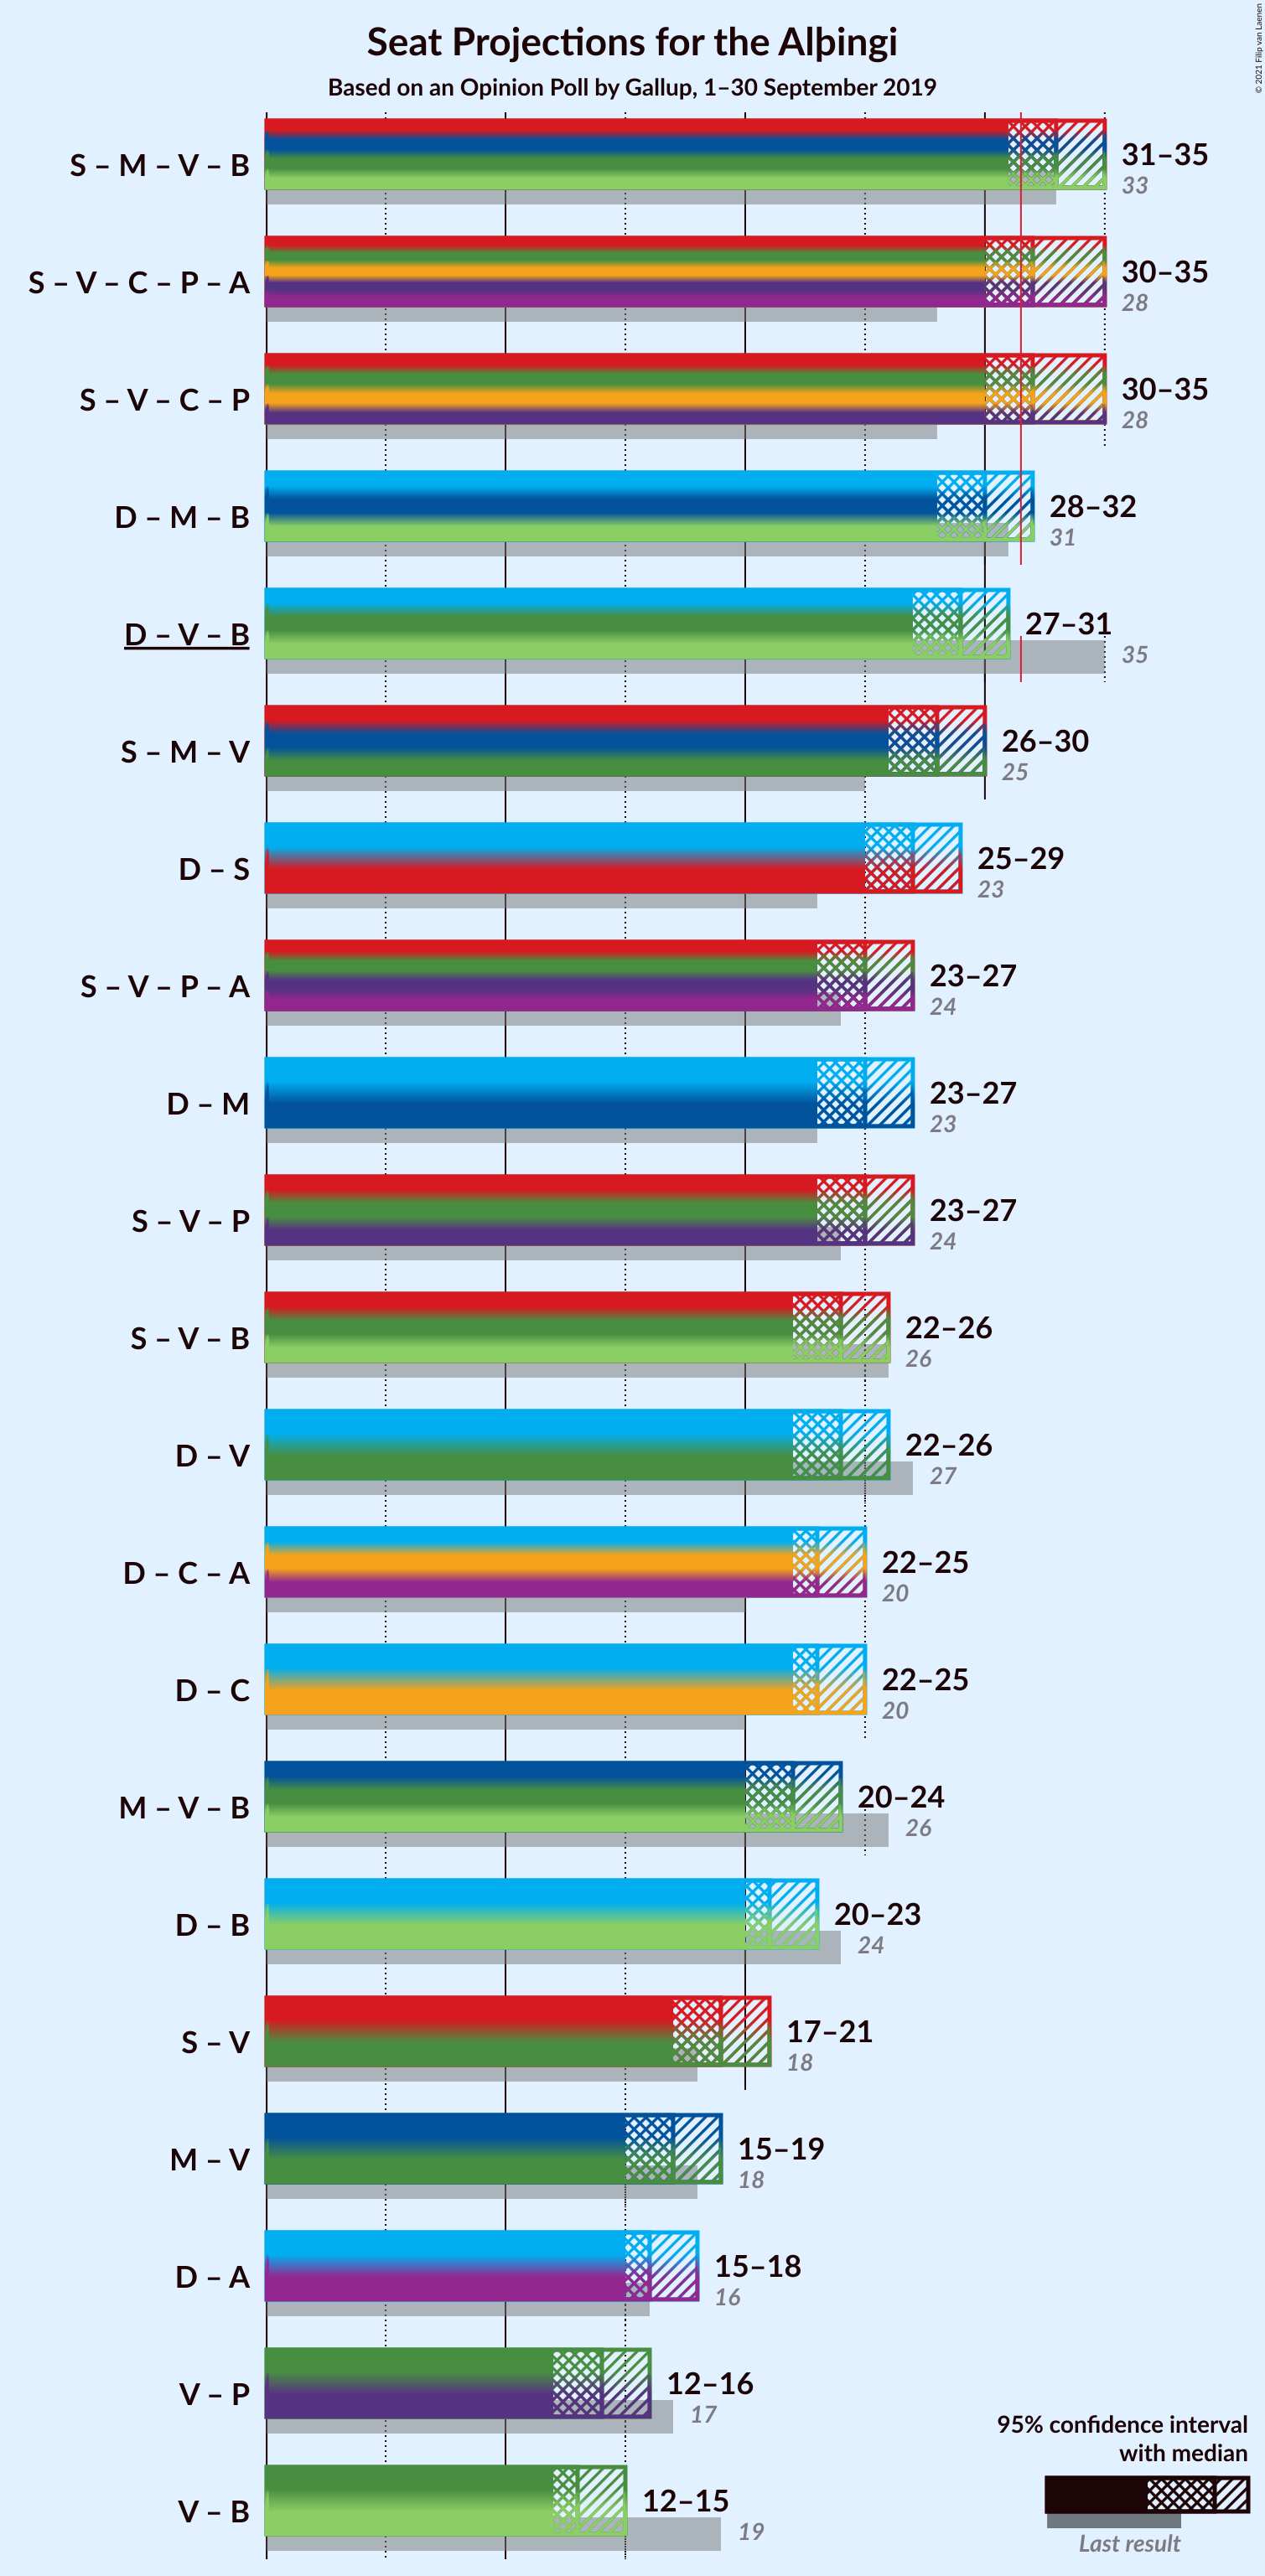 Seat Projections for the Alþingi
Based on an Opinion Poll by Gallup, 1–30 September 2019
© 2021 Filip van Laenen
S – M – V – B
31–35
33
S – V – C – P – A
30–35
28
S – V – C – P
30–35
28
D – M – B
28–32
31
D – V – B
27–31
35
S – M – V
26–30
25
D – S
25–29
23
S – V – P – A
23–27
24
D – M
23–27
23
S – V – P
23–27
24
S – V – B
22–26
26
D – V
22–26
27
D – C – A
22–25
20
D – C
22–25
20
M – V – B
20–24
26
D – B
20–23
24
S – V
17–21
18
M – V
15–19
18
D – A
15–18
16
V – P
12–16
17
V – B
12–15
19
95% confidence interval
with median
Last result